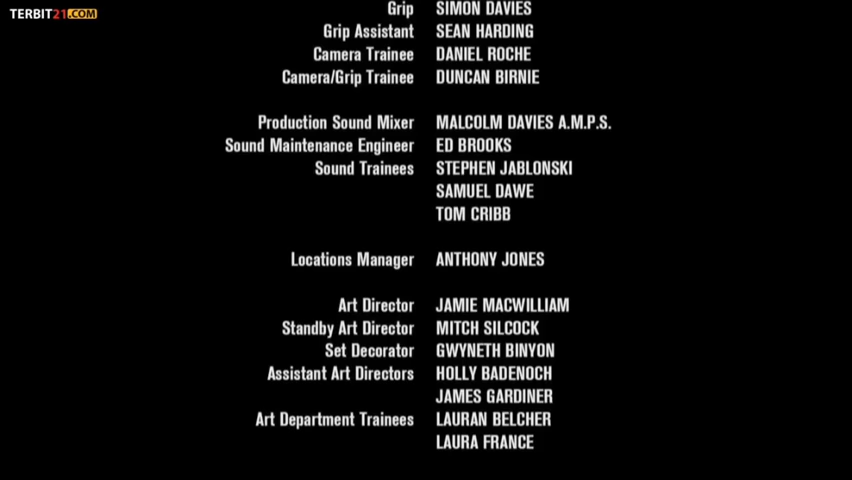 TERBIT21.COM
Grip SIMON DAVIES
Grip Assistant SEAN HARDING
Camera Trainee DANIEL ROCHE
Camera/Grip Trainee DUNCAN BIRNIE
Production Sound Mixer MALCOLM DAVIES A.M.P.S.
Sound Maintenance Engineer ED BROOKS
Sound Trainees STEPHEN JABLONSKI
SAMUEL DAWE
TOM CRIBB
Locations Manager ANTHONY JONES
Art Director JAMIE MACWILLIAM
Standby Art Director MITCH SILCOCK
Set Decorator GWYNETH BINYON
Assistant Art Directors HOLLY BADENOCH
JAMES GARDINER
Art Department Trainees LAURAN BELCHER
LAURA FRANCE